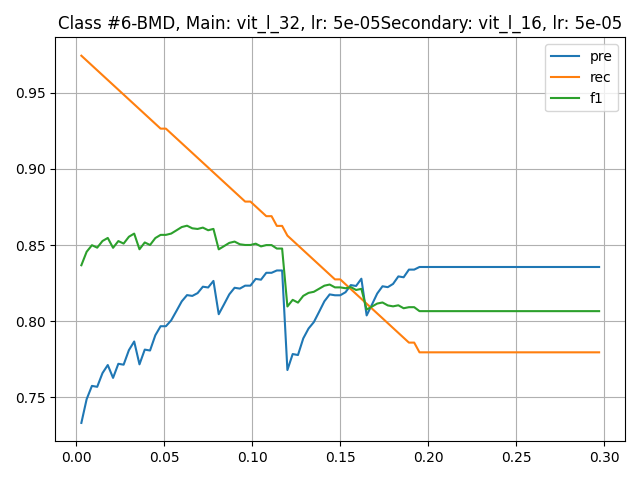 Class #6-BMD, Main: vit_l_32, lr: 5e-05Secondary: vit_l_16, lr: 5e-05
pre
rec
f1
0.95
0.90
0.85
0.80
0.75
0.00 0.05 0.10 0.15 0.20 0.25 0.30